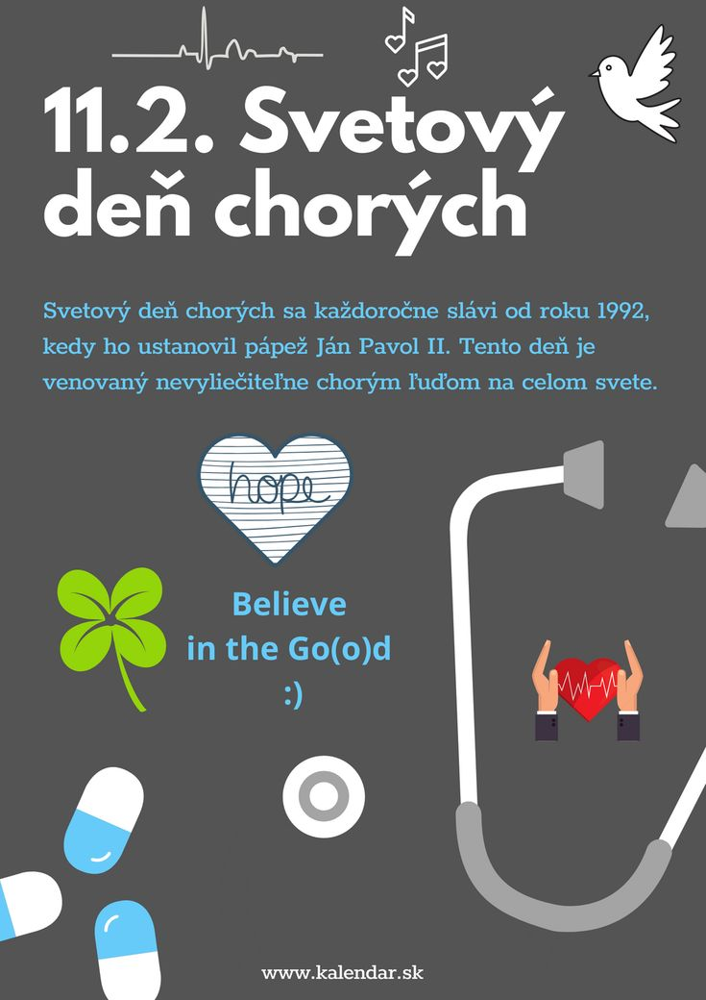 11.2. Svetový
deň chorých
Svetový deň chorých sa každoročne slávi od roku 1992,
kedy ho ustanovil pápež Ján Pavol II. Tento deň je
venovaný nevyliečiteľne chorým ľuďom na celom svete.
hope
Believe
in the Go(o)d
:)
www.kalendar.sk